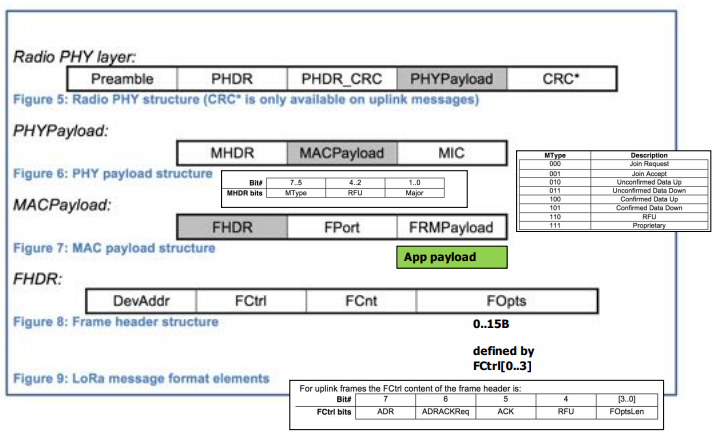 Radio PHY layer:
Preamble PHDR PHDR_CRC PHYPayload CRC*
Figure 5: Radio PHY structure (CRC* is only available on uplink messages)
PHYPayload:
MHDR MACPayload MIC
Figure 6: PHY payload structure
Bit# 7..5 4..2 1..0
MHDR bits MType RFU Major
MType Description
000 Join Request
001 Join Accept
010 Unconfirmed Data Up
011 Unconfirmed Data Down
100 Confirmed Data Up
101 Confirmed Data Down
110 RFU
111 Proprietary
MACPayload:
FHDR FPort FRMPayload
Figure 7: MAC payload structure
App payload
FHDR:
DevAddr FCtrl FCnt FOpts
Figure 8: Frame header structure
0..15B
defined by
FCtrl[0..3]
Figure 9: LoRa message format elements
For uplink frames the FCtrl content of the frame header is:
Bit# 7 6 5 4 [3..0]
FCtrl bits ADR ADRACKReq ACK RFU FOptsLen